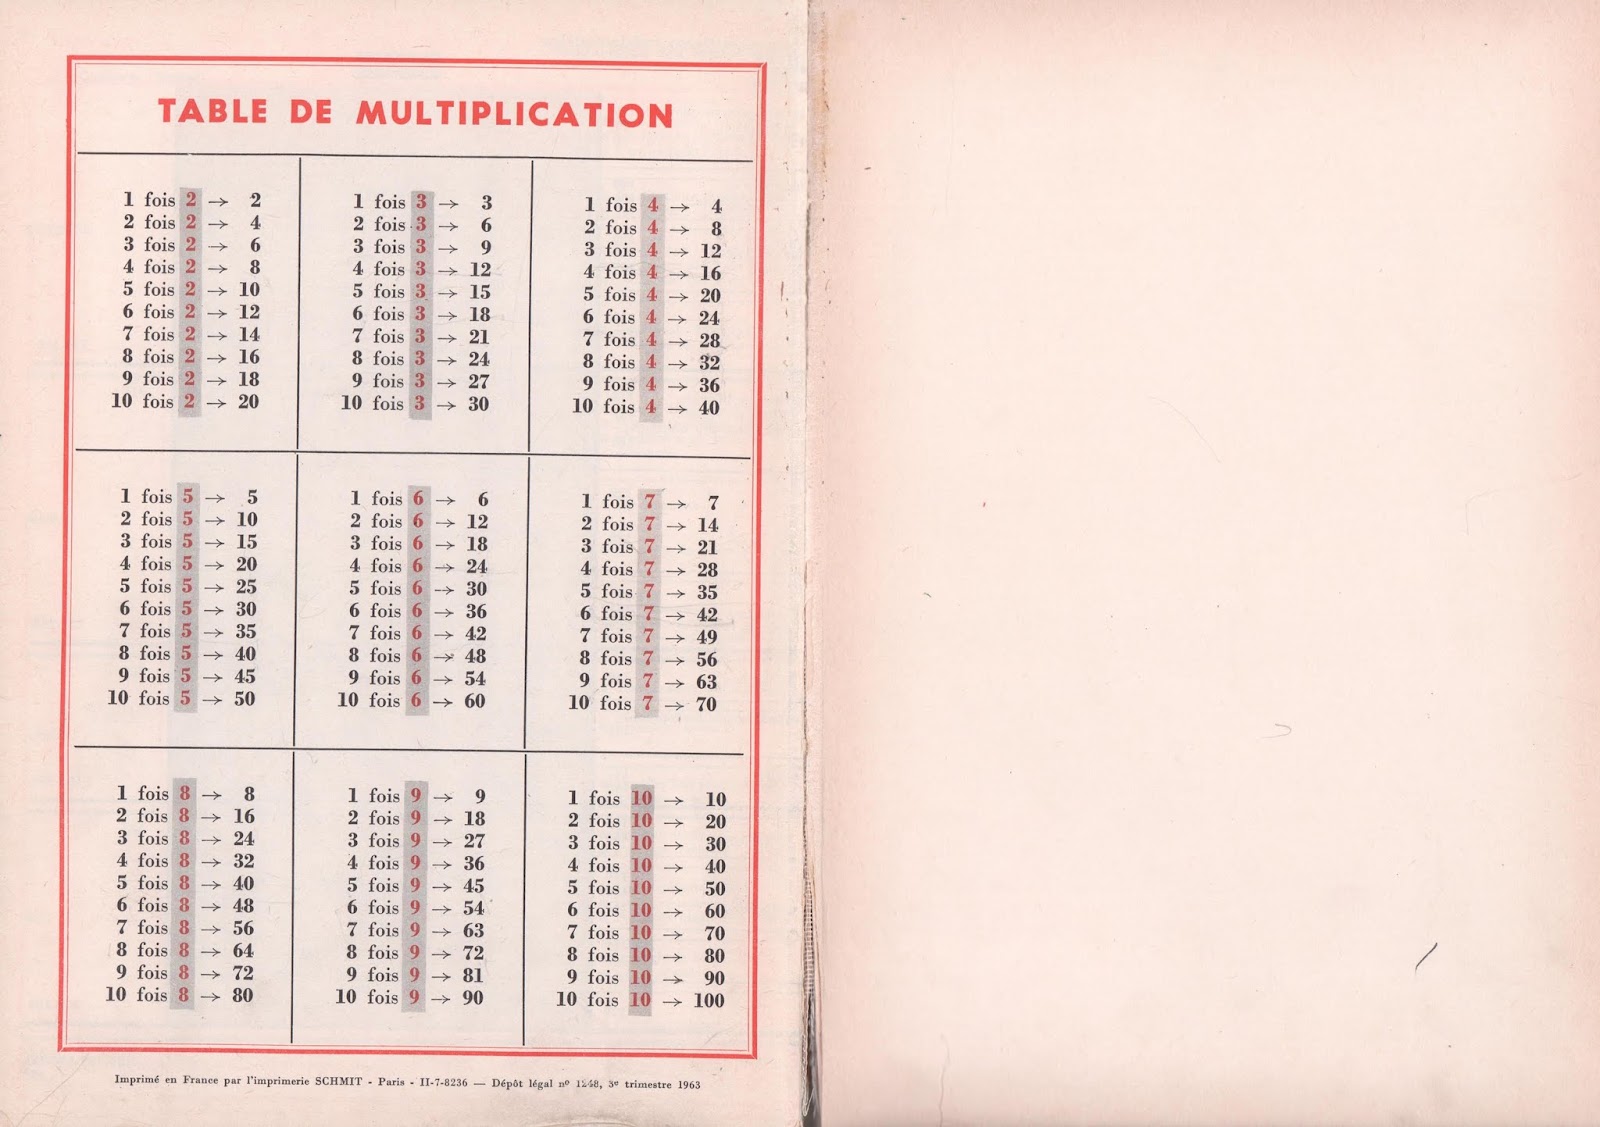 TABLE DE MULTIPLICATION
1 fois 2 → 2
2 fois 2 → 4
3 fois 2 → 6
4 fois 2 → 8
5 fois 2 → 10
6 fois 2 → 12
7 fois 2 → 14
8 fois 2 → 16
9 fois 2 → 18
10 fois 2 → 20
1 fois 3 → 3
2 fois 3 → 6
3 fois 3 → 9
4 fois 3 → 12
5 fois 3 → 15
6 fois 3 → 18
7 fois 3 → 21
8 fois 3 → 24
9 fois 3 → 27
10 fois 3 → 30
1 fois 4 → 4
2 fois 4 → 8
3 fois 4 → 12
4 fois 4 → 16
5 fois 4 → 20
6 fois 4 → 24
7 fois 4 → 28
8 fois 4 → 32
9 fois 4 → 36
10 fois 4 → 40
1 fois 5 → 5
2 fois 5 → 10
3 fois 5 → 15
4 fois 5 → 20
5 fois 5 → 25
6 fois 5 → 30
7 fois 5 → 35
8 fois 5 → 40
9 fois 5 → 45
10 fois 5 → 50
1 fois 6 → 6
2 fois 6 → 12
3 fois 6 → 18
4 fois 6 → 24
5 fois 6 → 30
6 fois 6 → 36
7 fois 6 → 42
8 fois 6 → 48
9 fois 6 → 54
10 fois 6 → 60
1 fois 7 → 7
2 fois 7 → 14
3 fois 7 → 21
4 fois 7 → 28
5 fois 7 → 35
6 fois 7 → 42
7 fois 7 → 49
8 fois 7 → 56
9 fois 7 → 63
10 fois 7 → 70
1 fois 8 → 8
2 fois 8 → 16
3 fois 8 → 24
4 fois 8 → 32
5 fois 8 → 40
6 fois 8 → 48
7 fois 8 → 56
8 fois 8 → 64
9 fois 8 → 72
10 fois 8 → 80
1 fois 9 → 9
2 fois 9 → 18
3 fois 9 → 27
4 fois 9 → 36
5 fois 9 → 45
6 fois 9 → 54
7 fois 9 → 63
8 fois 9 → 72
9 fois 9 → 81
10 fois 9 → 90
1 fois 10 → 10
2 fois 10 → 20
3 fois 10 → 30
4 fois 10 → 40
5 fois 10 → 50
6 fois 10 → 60
7 fois 10 → 70
8 fois 10 → 80
9 fois 10 → 90
10 fois 10 → 100
Imprimé en France par l'imprimerie SCHMIT - Paris - II-7-8236 — Dépôt légal nº 1248, 3e trimestre 1963